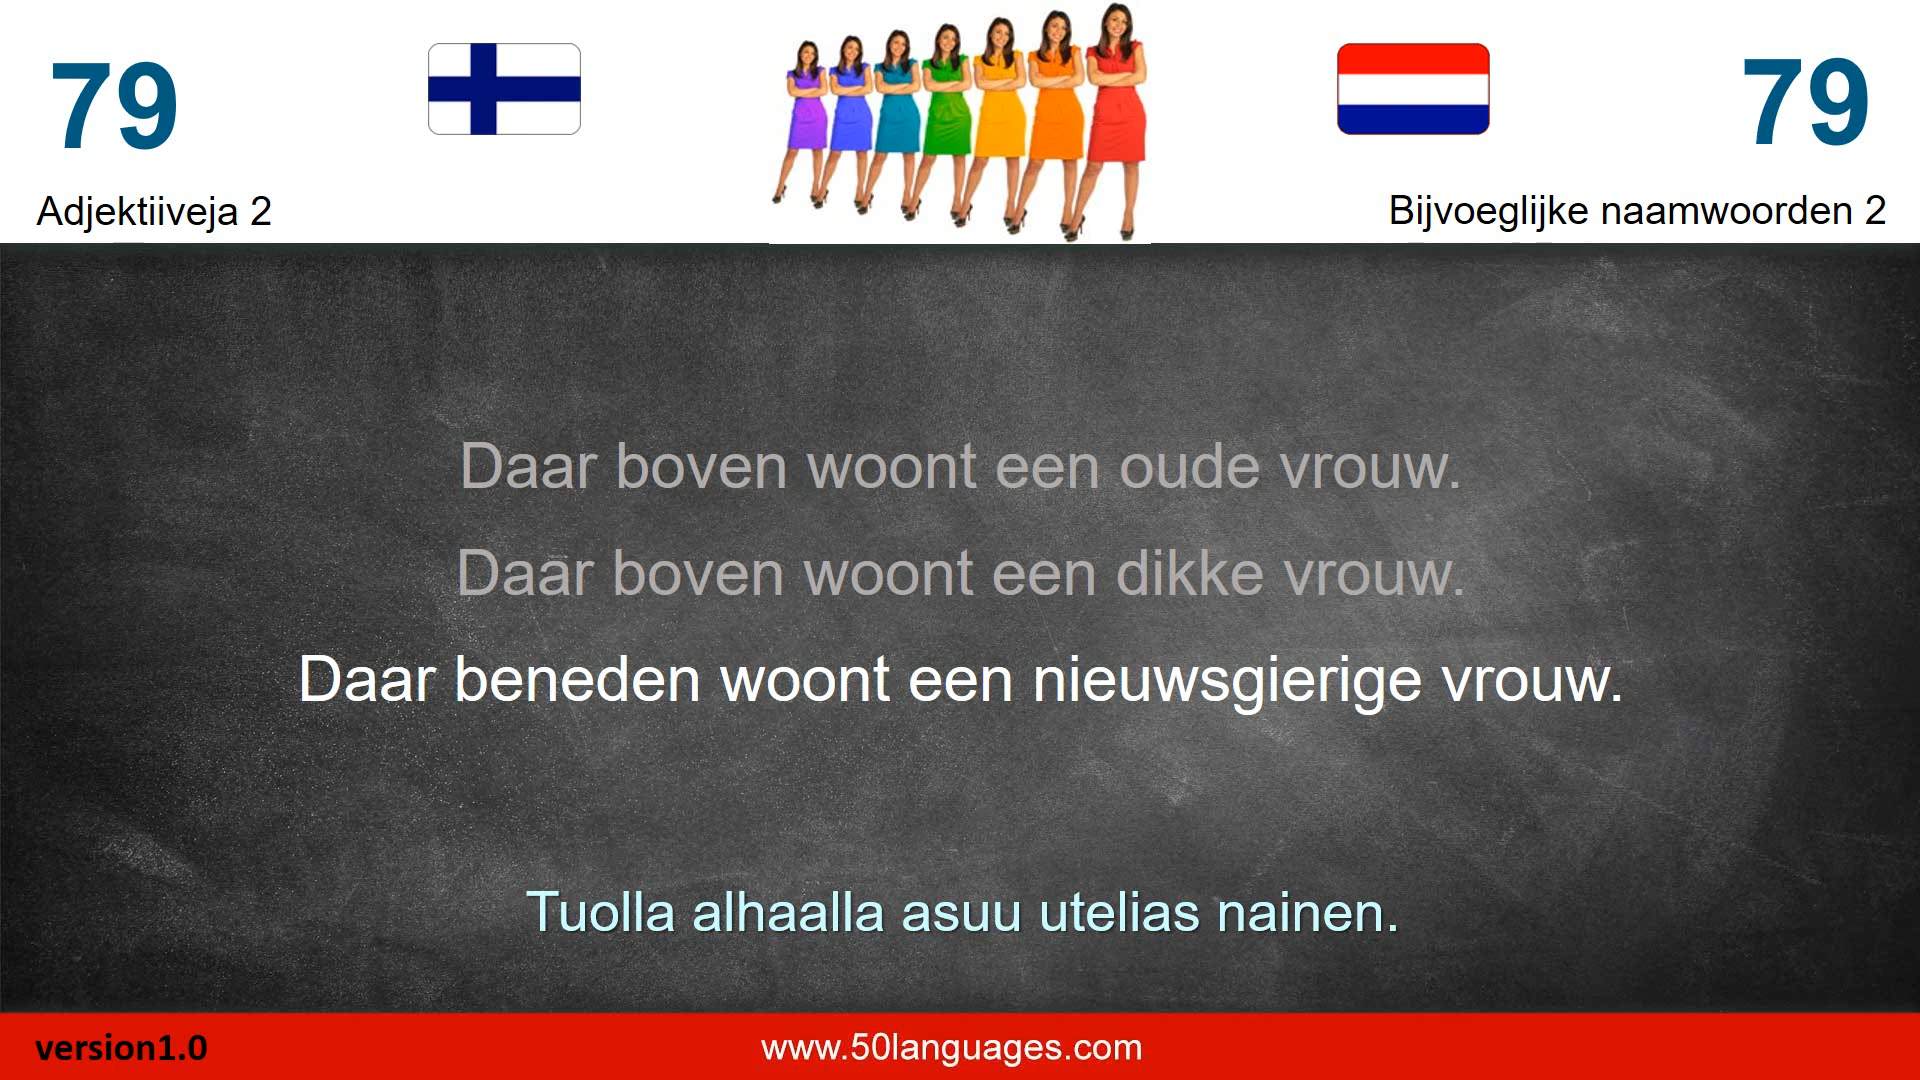 79
79
Adjektiiveja 2
Bijvoeglijke naamwoorden 2
Daar boven woont een oude vrouw.
Daar boven woont een dikke vrouw.
Daar beneden woont een nieuwsgierige vrouw.
Tuolla alhaalla asuu utelias nainen.
version1.0
www.50languages.com